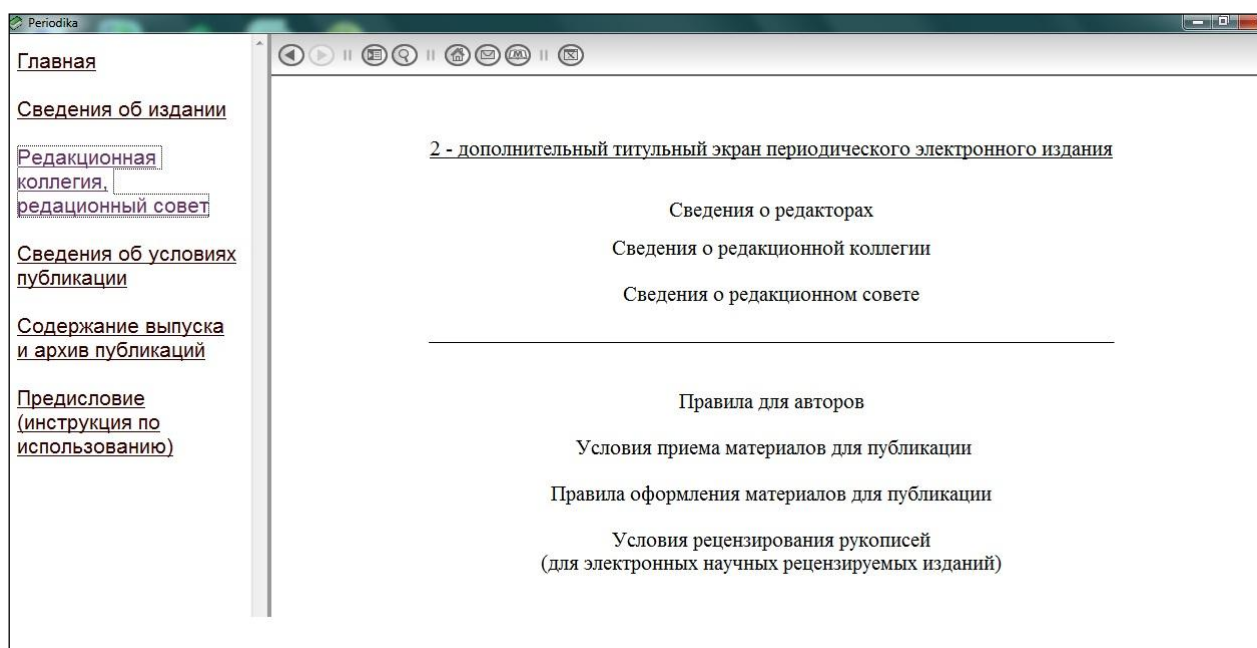 Periodika
Главная
Сведения об издании
Редакционная
коллегия,
редационный совет
Сведения об условиях
публикации
Содержание выпуска
и архив публикаций
Предисловие
(инструкция по
использованию)
2 - дополнительный титульный экран периодического электронного издания
Сведения о редакторах
Сведения о редакционной коллегии
Сведения о редакционном совете
Правила для авторов
Условия приема материалов для публикации
Правила оформления материалов для публикации
Условия рецензирования рукописей
(для электронных научных рецензируемых изданий)